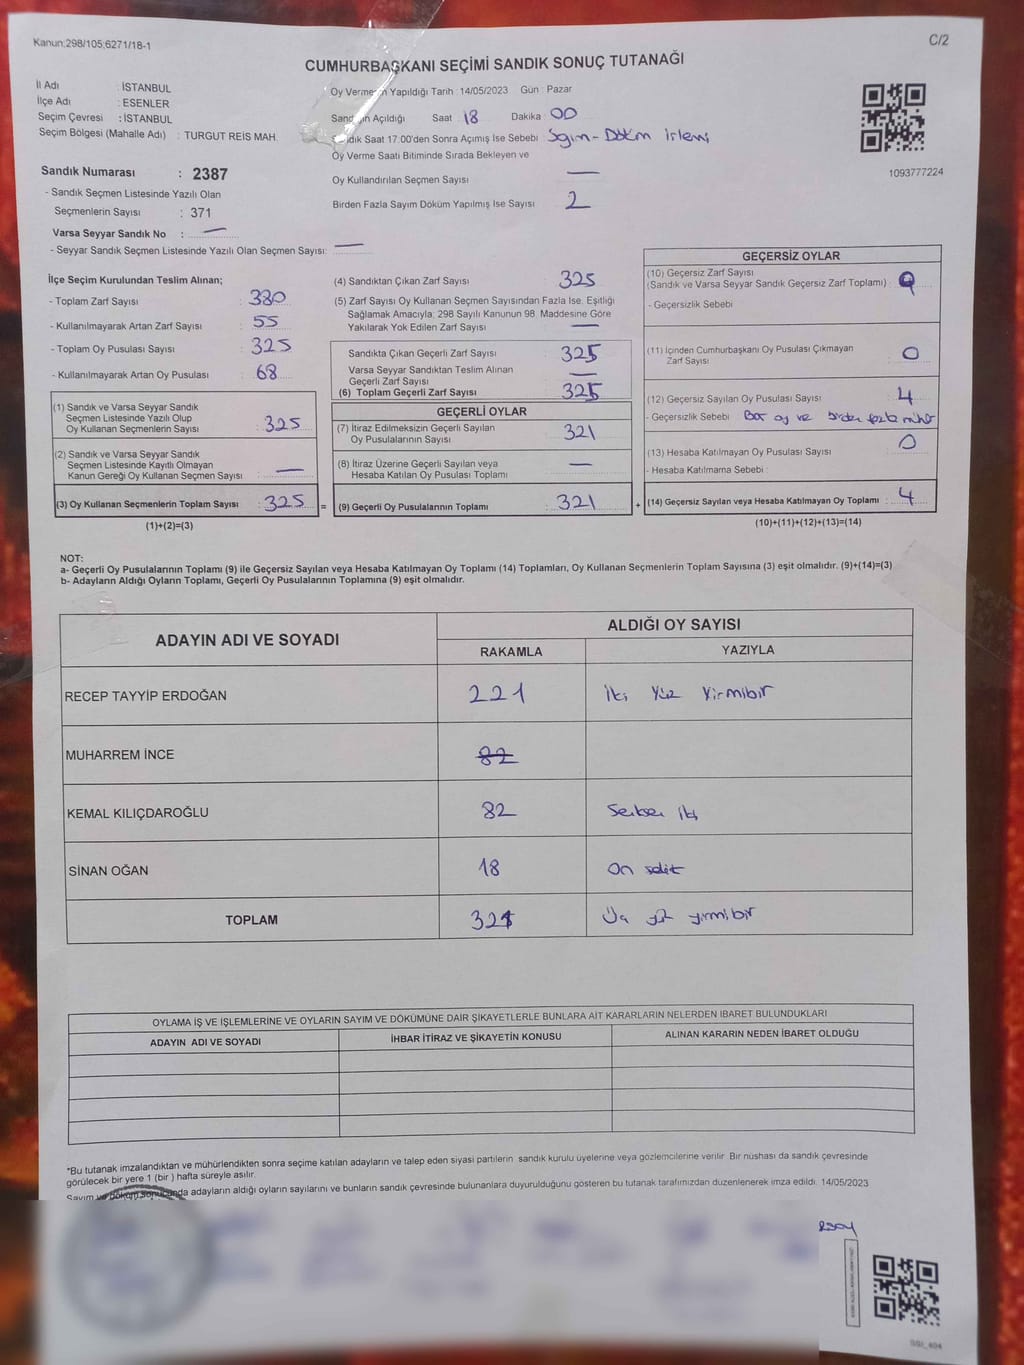 Kanun:298/105;6271/18-1
C/2
CUMHURBAŞKANI SEÇİMİ SANDIK SONUÇ TUTANAĞI
İl Adı : İSTANBUL
İlçe Adı : ESENLER
Seçim Çevresi : İSTANBUL
Seçim Bölgesi (Mahalle Adı) : TURGUT REİS MAH.
Oy Vermenin Yapıldığı Tarih : 14/05/2023 Gün : Pazar
Sandığın Açıldığı Saat : 18 Dakika : 00
Sandık Saat 17.00'den Sonra Açımış İse Sebebi : Döküm işlemi
Oy Verme Saati Bitiminde Sırada Bekleyen ve
Oy Kullandırılan Seçmen Sayısı —
Birden Fazla Sayım Döküm Yapılmış İse Sayısı 2
1093777224
Sandık Numarası : 2387
- Sandık Seçmen Listesinde Yazılı Olan
Seçmenlerin Sayısı : 371
Varsa Seyyar Sandık No : —
- Seyyar Sandık Seçmen Listesinde Yazılı Olan Seçmen Sayısı: —
İlçe Seçim Kurulundan Teslim Alınan;
- Toplam Zarf Sayısı : 380
- Kullanılmayarak Artan Zarf Sayısı : 55
- Toplam Oy Pusulası Sayısı : 325
- Kullanılmayarak Artan Oy Pusulası : 68
(1) Sandık ve Varsa Seyyar Sandık
Seçmen Listesinde Yazılı Olup
Oy Kullanan Seçmenlerin Sayısı : 325
(2) Sandık ve Varsa Seyyar Sandık
Seçmen Listesinde Kayıtlı Olmayan
Kanun Gereği Oy Kullanan Seçmen Sayısı : —
(3) Oy Kullanan Seçmenlerin Toplam Sayısı : 325 =
(1)+(2)=(3)
(4) Sandıktan Çıkan Zarf Sayısı 325
(5) Zarf Sayısı Oy Kullanan Seçmen Sayısından Fazla İse, Eşitliği
Sağlamak Amacıyla; 298 Sayılı Kanunun 98. Maddesine Göre
Yakılarak Yok Edilen Zarf Sayısı —
Sandıkta Çıkan Geçerli Zarf Sayısı 325
Varsa Seyyar Sandıktan Teslim Alınan
Geçerli Zarf Sayısı —
(6) Toplam Geçerli Zarf Sayısı 325
GEÇERLİ OYLAR
(7) İtiraz Edilmeksizin Geçerli Sayılan
Oy Pusulalarının Sayısı : 321
(8) İtiraz Üzerine Geçerli Sayılan veya
Hesaba Katılan Oy Pusulası Toplamı : —
(9) Geçerli Oy Pusulalarının Toplamı : 321 +
GEÇERSİZ OYLAR
(10) Geçersiz Zarf Sayısı
(Sandık ve Varsa Seyyar Sandık Geçersiz Zarf Toplamı) : 0
- Geçersizlik Sebebi
(11) İçinden Cumhurbaşkanı Oy Pusulası Çıkmayan
Zarf Sayısı : 0
(12) Geçersiz Sayılan Oy Pusulası Sayısı : 4
- Geçersizlik Sebebi : Boş oy ve birden fazla mühür
(13) Hesaba Katılmayan Oy Pusulası Sayısı : 0
- Hesaba Katılmama Sebebi :
(14) Geçersiz Sayılan veya Hesaba Katılmayan Oy Toplamı : 4
(10)+(11)+(12)+(13)=(14)
NOT:
a- Geçerli Oy Pusulalarının Toplamı (9) ile Geçersiz Sayılan veya Hesaba Katılmayan Oy Toplamı (14) Toplamları, Oy Kullanan Seçmenlerin Toplam Sayısına (3) eşit olmalıdır. (9)+(14)=(3)
b- Adayların Aldığı Oyların Toplamı, Geçerli Oy Pusulalarının Toplamına (9) eşit olmalıdır.
ADAYIN ADI VE SOYADI
ALDIĞI OY SAYISI
RAKAMLA YAZIYLA
RECEP TAYYİP ERDOĞAN 221 İki Yüz Yirmibir
MUHARREM İNCE 82
KEMAL KILIÇDAROĞLU 82 Seksen iki
SİNAN OĞAN 18 On sekiz
TOPLAM 321 Üç yüz yirmibir
OYLAMA İŞ VE İŞLEMLERİNE VE OYLARIN SAYIM VE DÖKÜMÜNE DAİR ŞİKAYETLERLE BUNLARA AİT KARARLARIN NELERDEN İBARET BULUNDUKLARI
ADAYIN ADI VE SOYADI İHBAR İTİRAZ VE ŞİKAYETİN KONUSU ALINAN KARARIN NEDEN İBARET OLDUĞU
*Bu tutanak imzalandıktan ve mühürlendikten sonra seçime katılan adayların ve talep eden siyasi partilerin sandık kurulu üyelerine veya gözlemcilerine verilir. Bir nüshası da sandık çevresinde
görülecek bir yere 1 (bir ) hafta süreyle asılır.
Sayım ve döküm sonucunda adayların aldığı oyların sayılarını ve bunların sandık çevresinde bulunanlara duyurulduğunu gösteren bu tutanak tarafımızdan düzenlenerek imza edildi. 14/05/2023